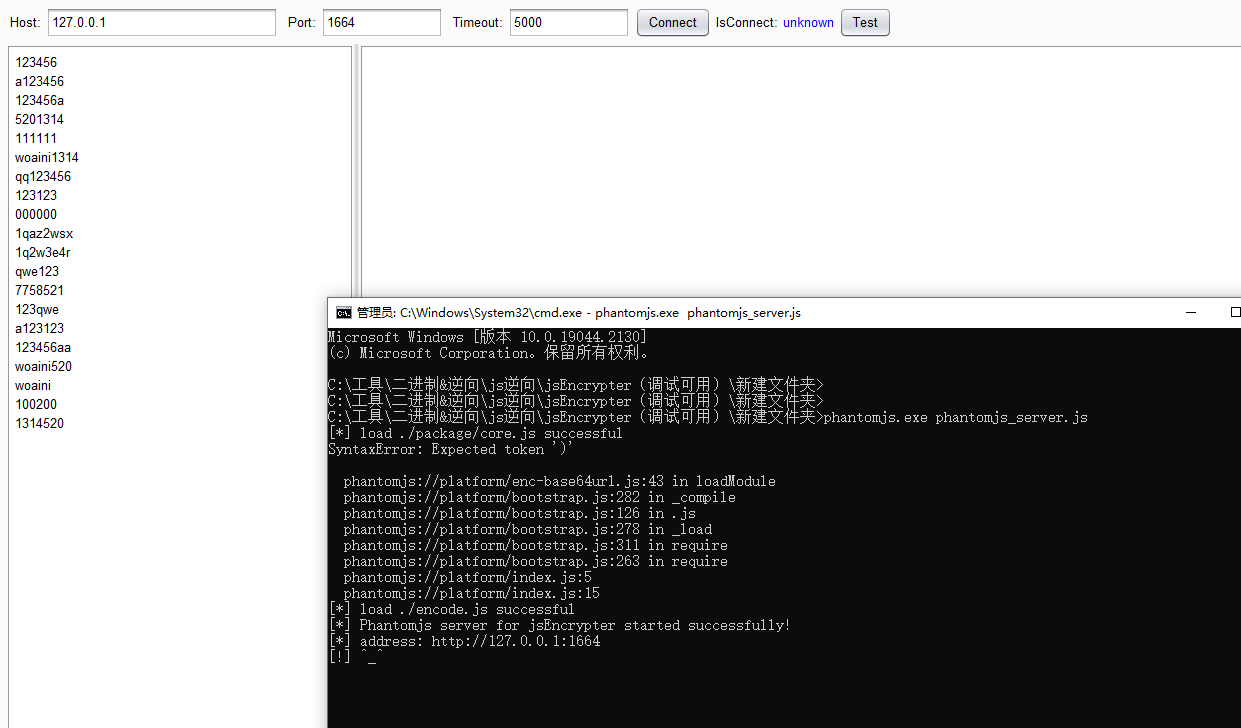 Host: 127.0.0.1 Port: 1664 Timeout: 5000 Connect IsConnect: unknown Test
123456
a123456
123456a
5201314
111111
woaini1314
qq123456
123123
000000
1qaz2wsx
1q2w3e4r
qwe123
7758521
123qwe
a123123
123456aa
woaini520
woaini
100200
1314520
管理员: C:\Windows\System32\cmd.exe - phantomjs.exe  phantomjs_server.js
Microsoft Windows [版本 10.0.19044.2130]
(c) Microsoft Corporation。保留所有权利。
C:\工具\二进制&逆向\js逆向\jsEncrypter（调试可用）\新建文件夹>
C:\工具\二进制&逆向\js逆向\jsEncrypter（调试可用）\新建文件夹>
C:\工具\二进制&逆向\js逆向\jsEncrypter（调试可用）\新建文件夹>phantomjs.exe phantomjs_server.js
[*] load ./package/core.js successful
SyntaxError: Expected token ')'
phantomjs://platform/enc-base64url.js:43 in loadModule
phantomjs://platform/bootstrap.js:282 in _compile
phantomjs://platform/bootstrap.js:126 in .js
phantomjs://platform/bootstrap.js:278 in _load
phantomjs://platform/bootstrap.js:311 in require
phantomjs://platform/bootstrap.js:263 in require
phantomjs://platform/index.js:5
phantomjs://platform/index.js:15
[*] load ./encode.js successful
[*] Phantomjs server for jsEncrypter started successfully!
[*] address: http://127.0.0.1:1664
[!] ^_^